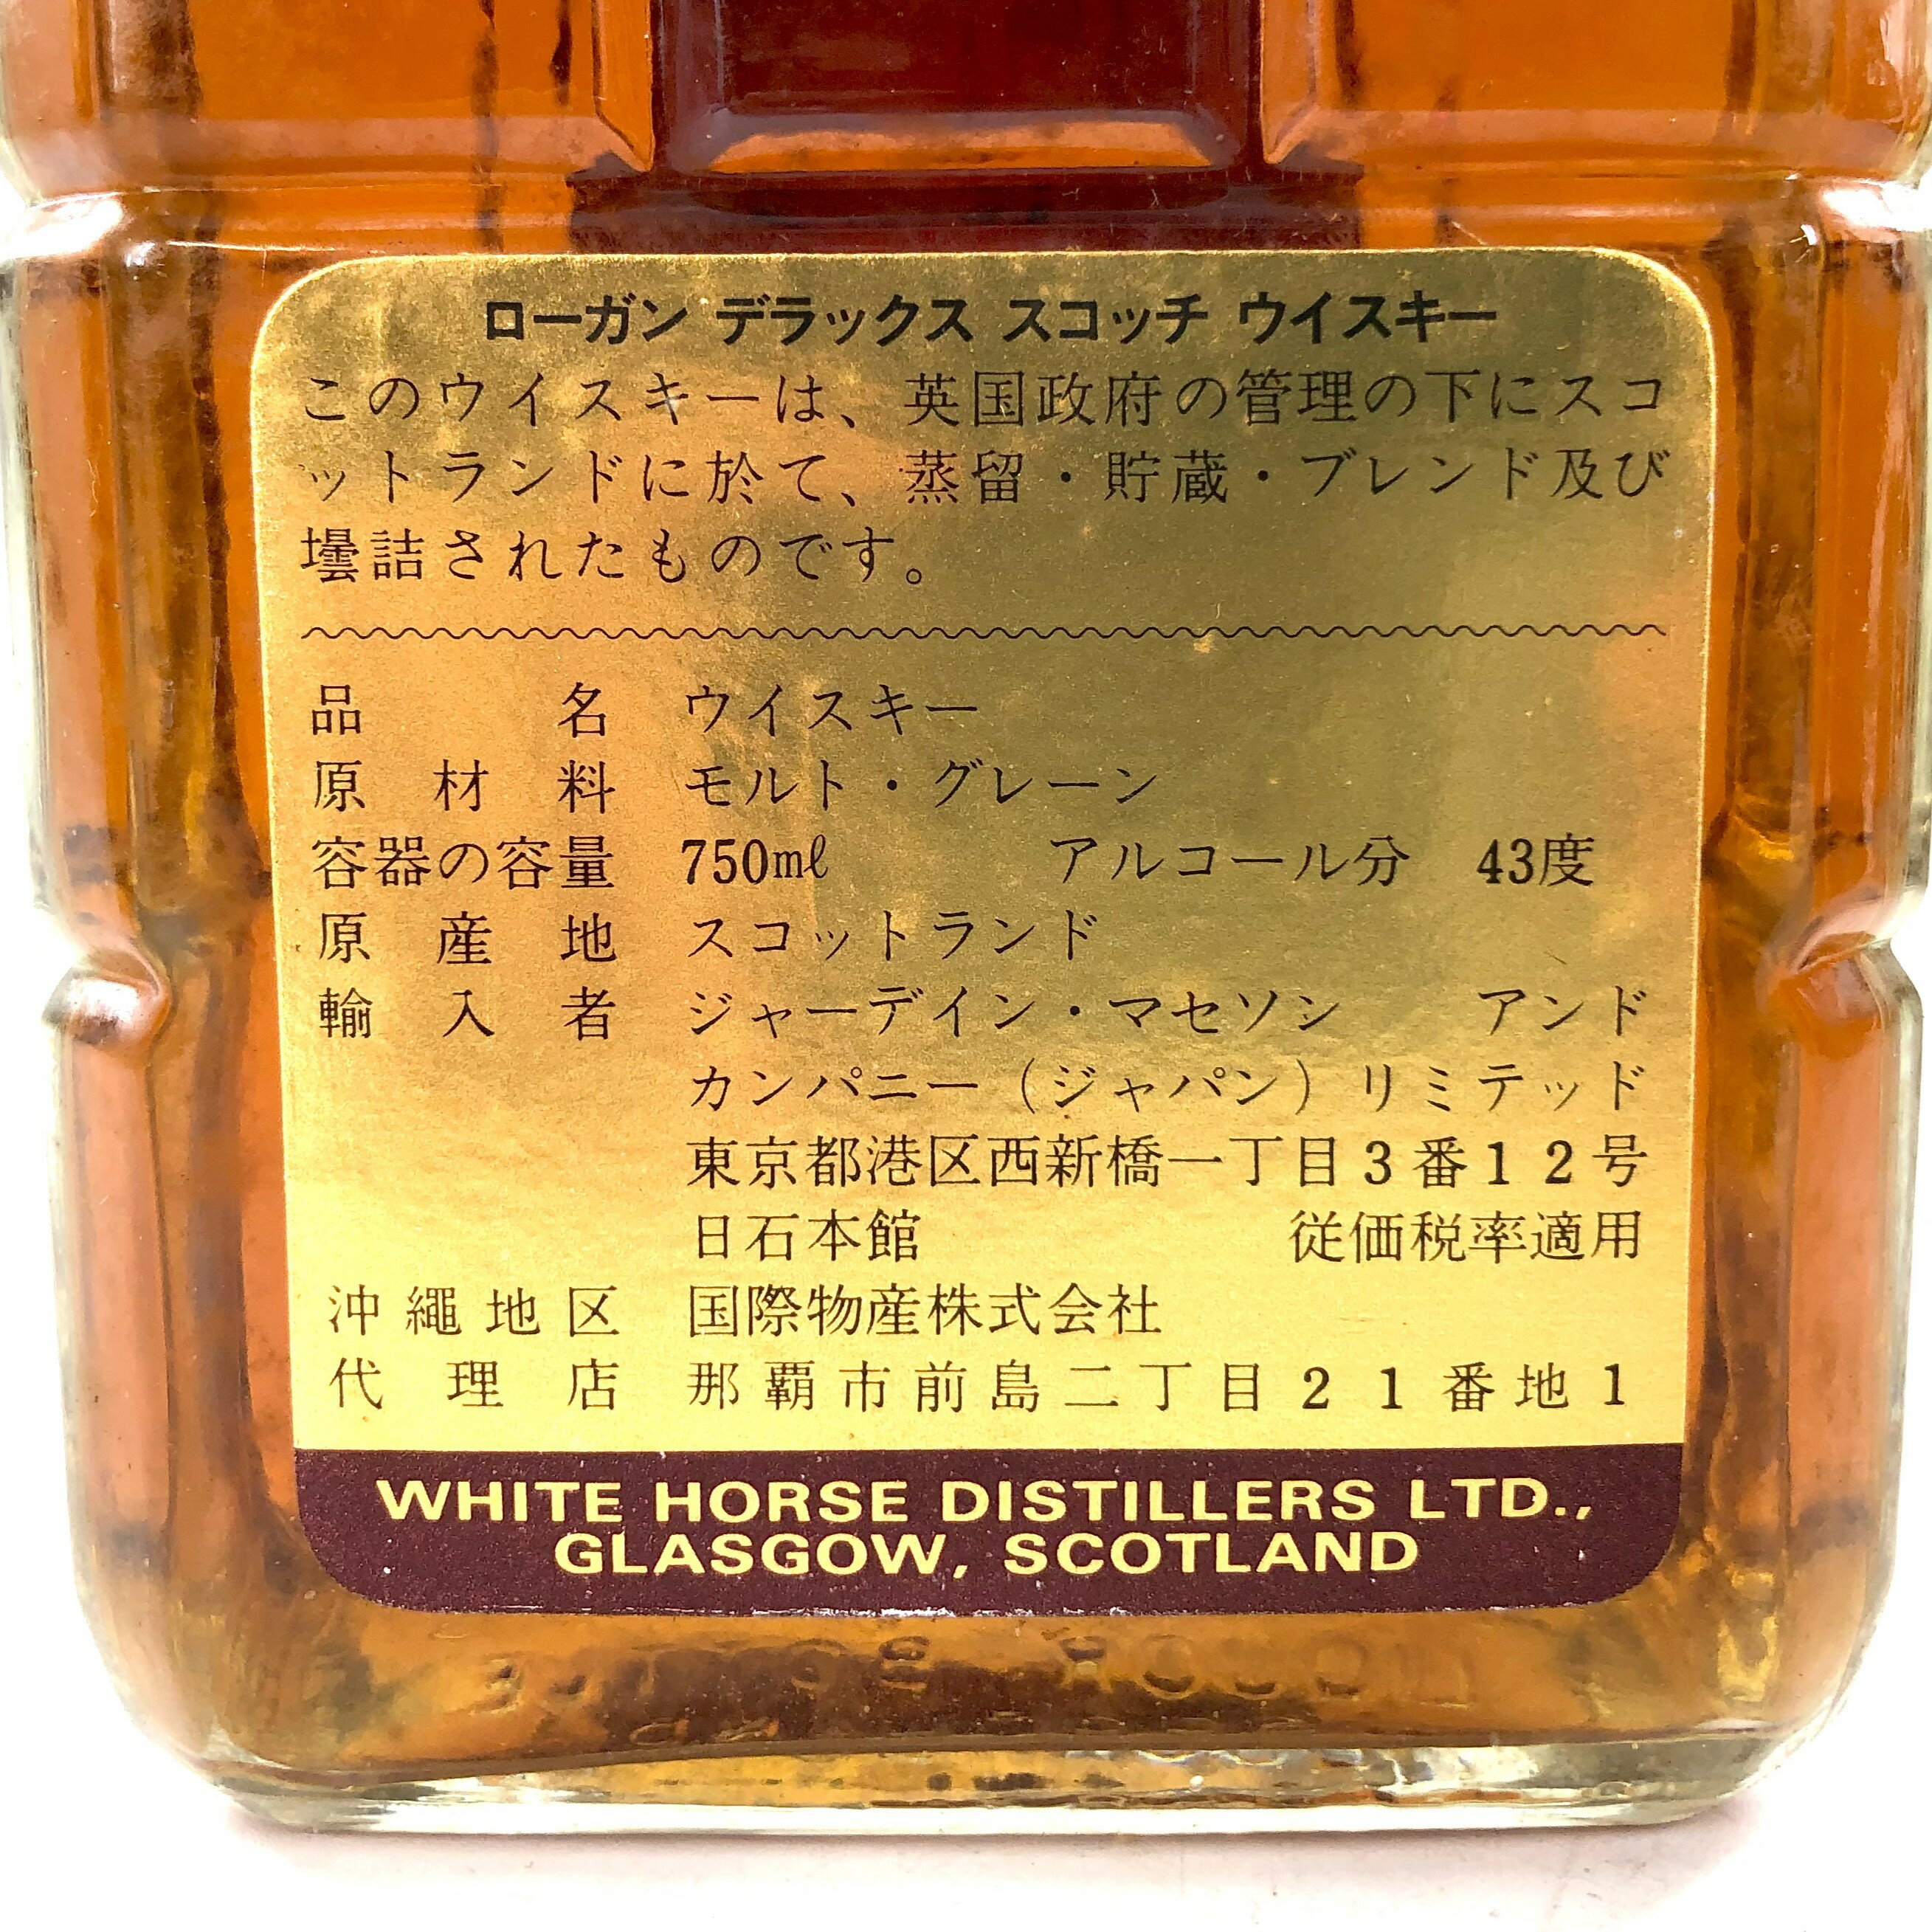 ローガン デラックス スコッチ ウイスキー
このウイスキーは、英国政府の管理の下にスコ
ットランドに於て、蒸留・貯蔵・ブレンド及び
壜詰されたものです。
品名 ウイスキー
原材料 モルト・グレーン
容器の容量 750㎖ アルコール分 43度
原産地 スコットランド
輸入者 ジャーデイン・マセソン アンド
カンパニー（ジャパン）リミテッド
東京都港区西新橋一丁目3番12号
日石本館 従価税率適用
沖縄地区 国際物産株式会社
代理店 那覇市前島二丁目21番地1
WHITE HORSE DISTILLERS LTD.,
GLASGOW, SCOTLAND